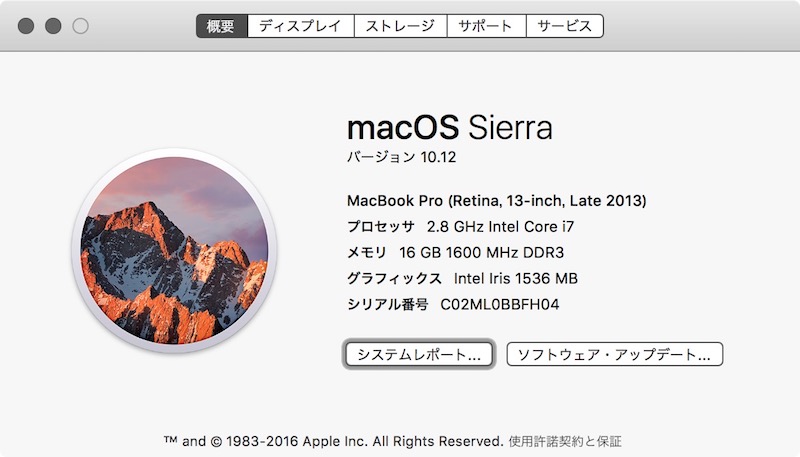 概要 ディスプレイ ストレージ サポート サービス
macOS Sierra
バージョン 10.12
MacBook Pro (Retina, 13-inch, Late 2013)
プロセッサ 2.8 GHz Intel Core i7
メモリ 16 GB 1600 MHz DDR3
グラフィックス Intel Iris 1536 MB
シリアル番号 C02ML0BBFH04
システムレポート... ソフトウェア・アップデート...
™ and © 1983-2016 Apple Inc. All Rights Reserved. 使用許諾契約と保証